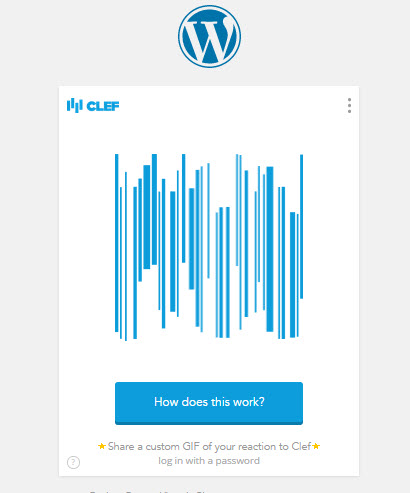 CLEF
How does this work?
Share a custom GIF of your reaction to Clef
log in with a password
?